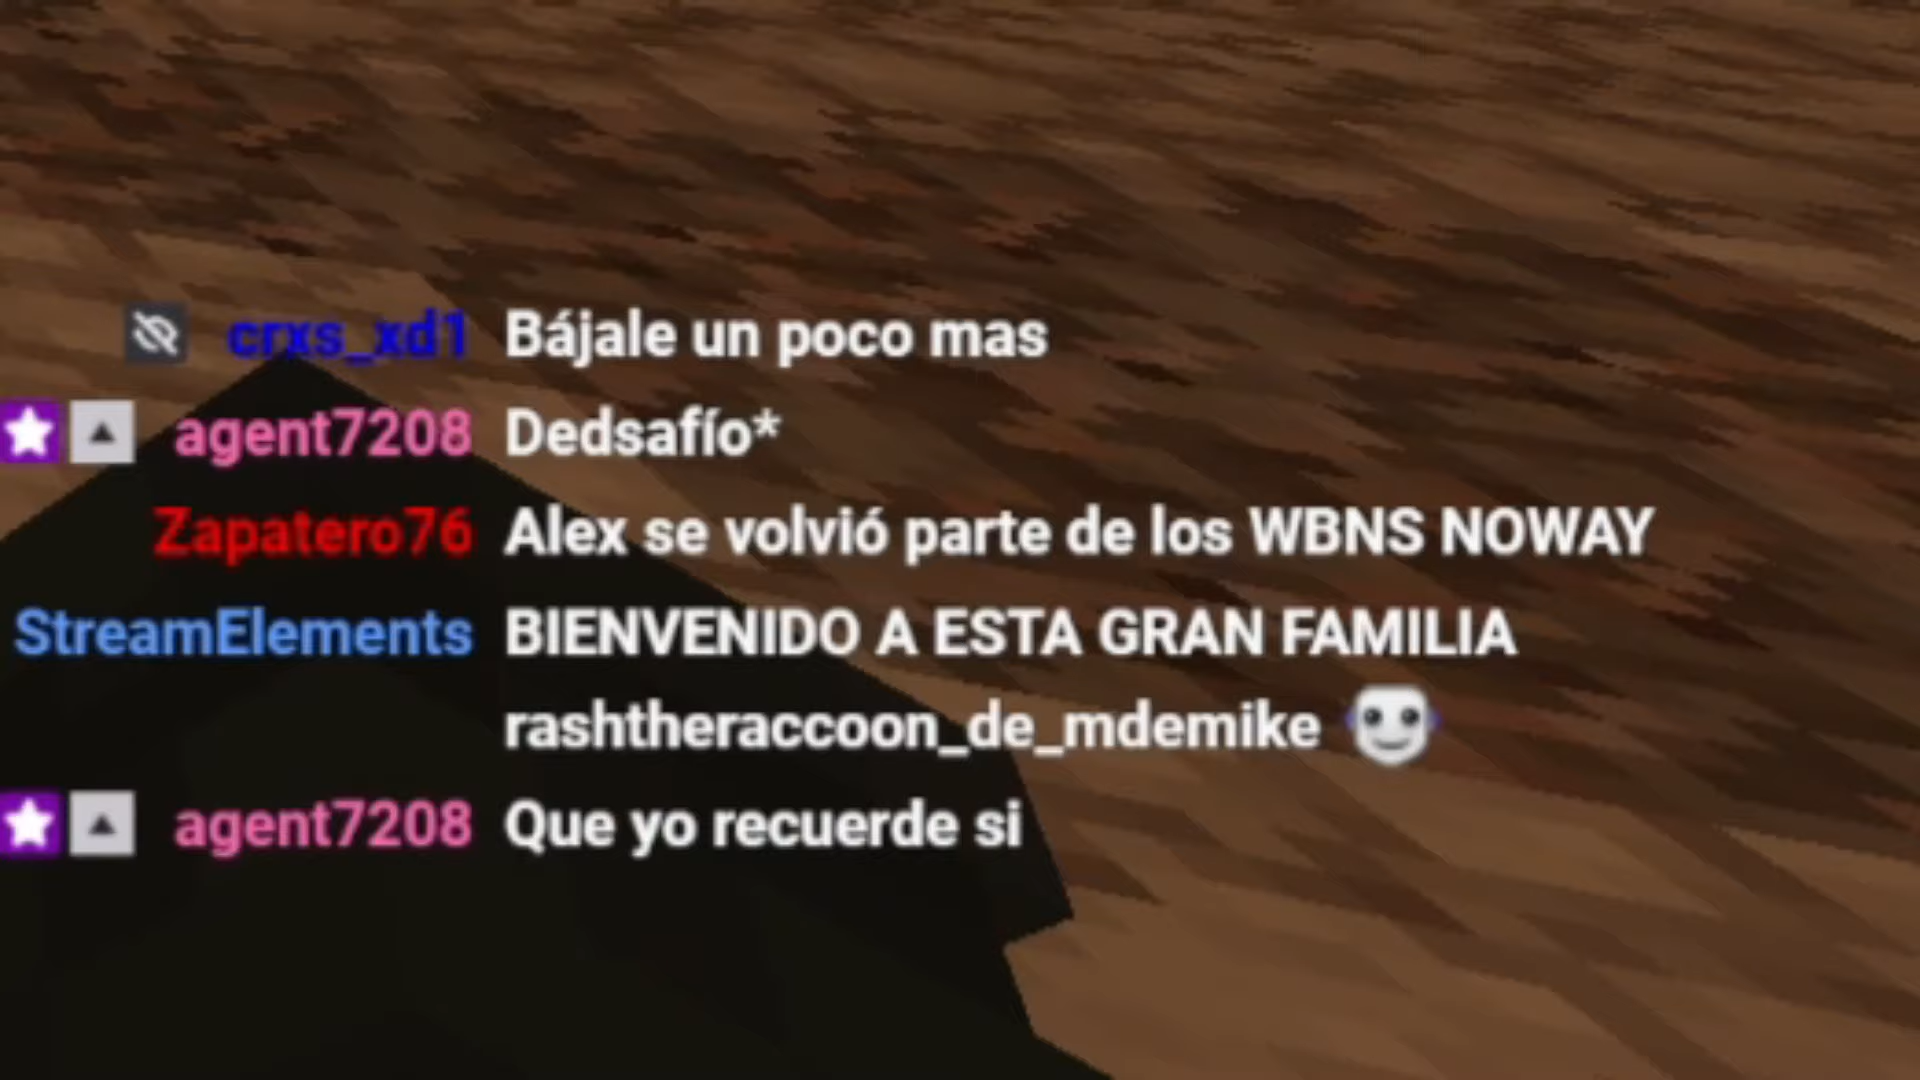 crxs_xd1 Bájale un poco mas
agent7208 Dedsafío*
Zapatero76 Alex se volvió parte de los WBNS NOWAY
StreamElements BIENVENIDO A ESTA GRAN FAMILIA
rashtheraccoon_de_mdemike
agent7208 Que yo recuerde si